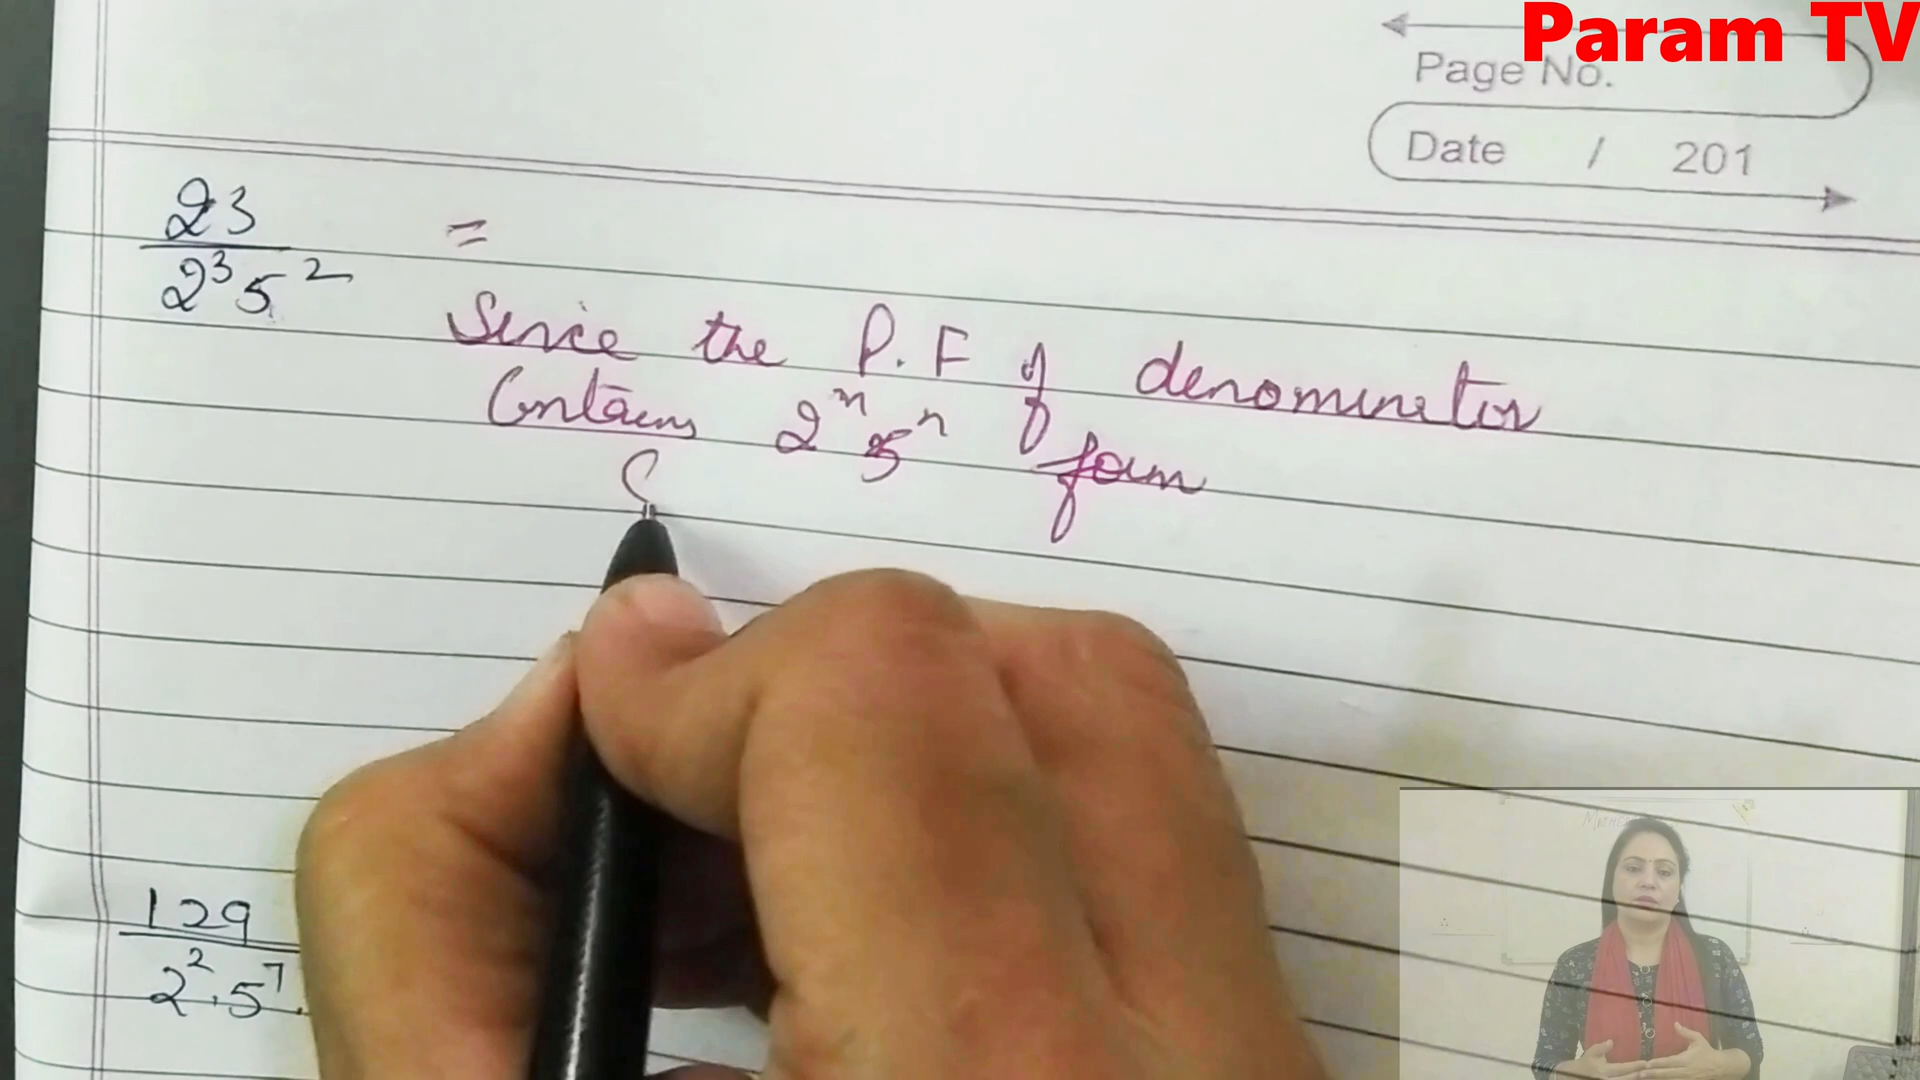 Param TV
Page No.
Date / 201
23
2³5² =
Since the P.F of denominator
Contains 2ⁿ5ⁿ form
129
2².5⁷.